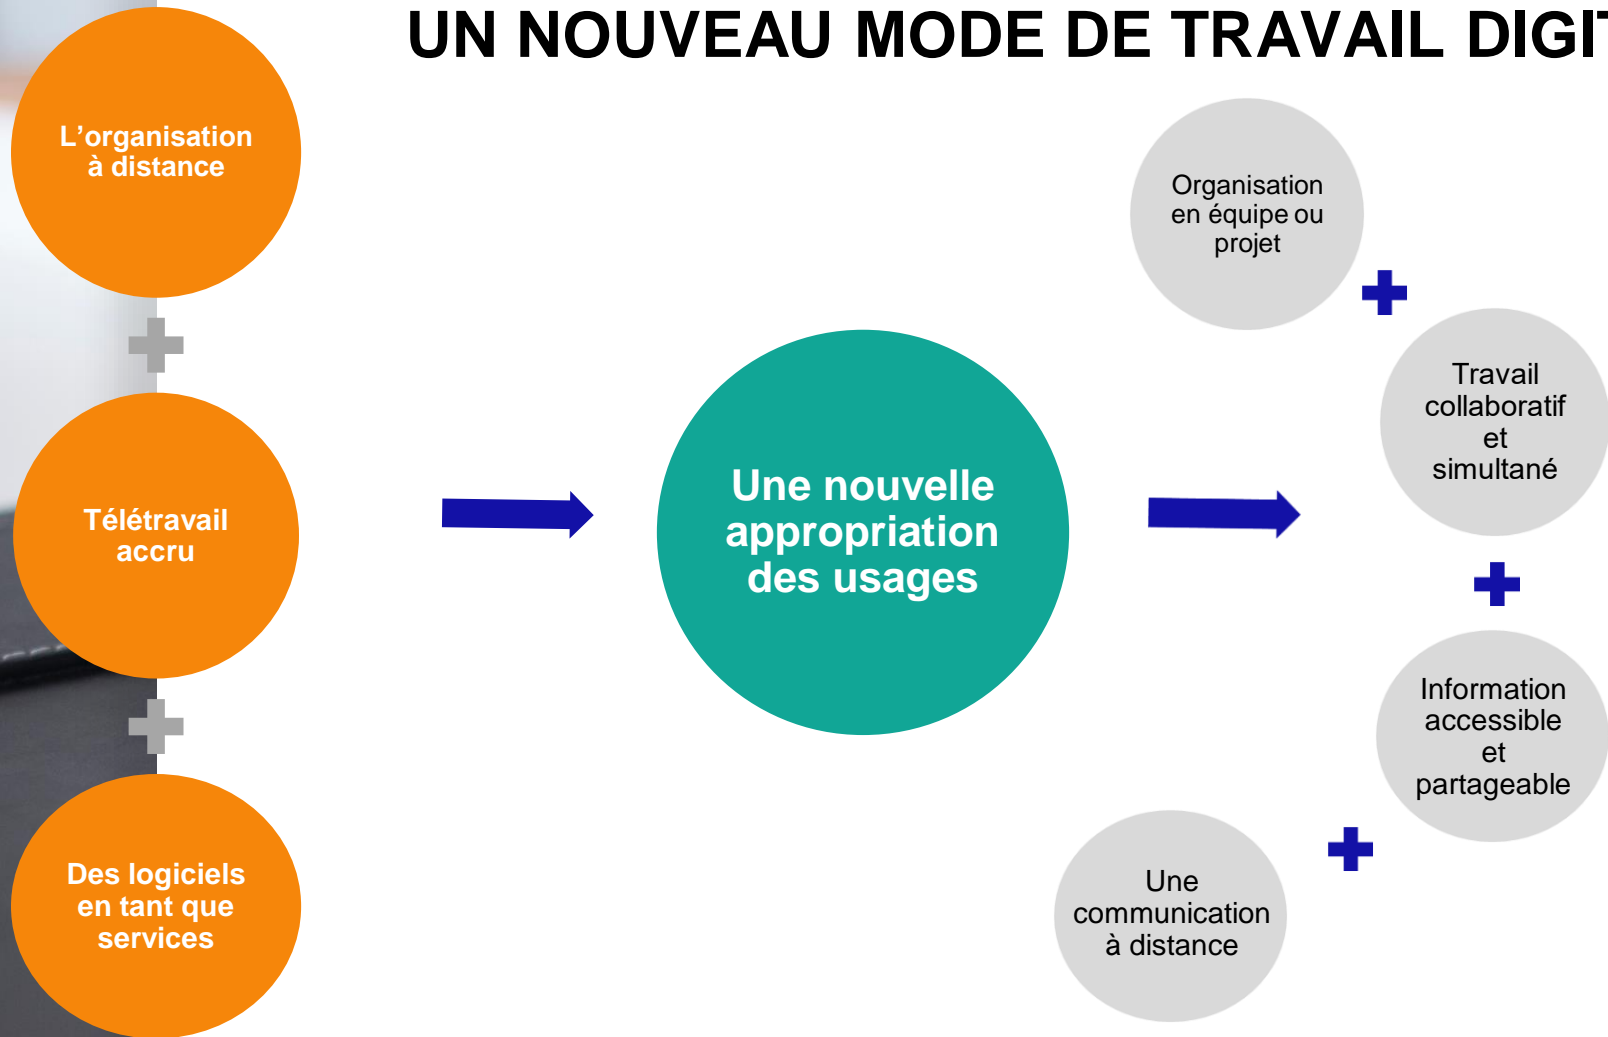 UN NOUVEAU MODE DE TRAVAIL DIGIT
L’organisation
à distance
Télétravail
accru
Des logiciels
en tant que
services
Une nouvelle
appropriation
des usages
Organisation
en équipe ou
projet
Travail
collaboratif
et
simultané
Information
accessible
et
partageable
Une
communication
à distance